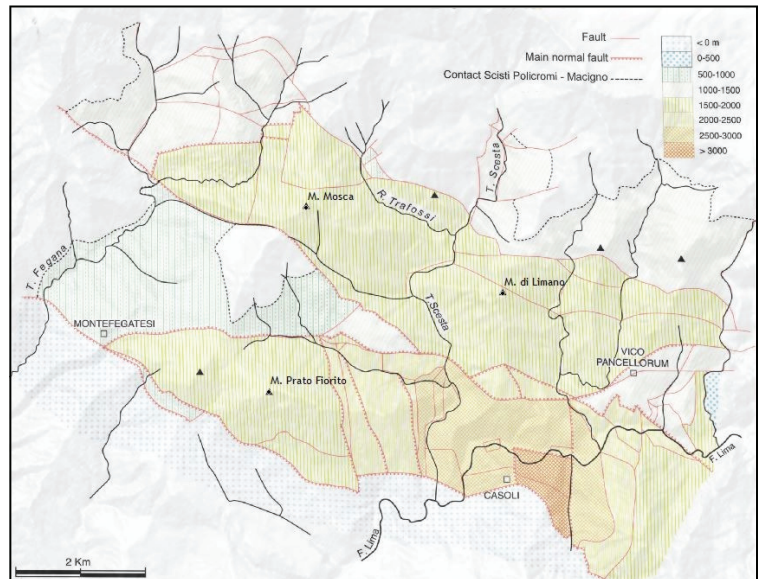 Fault
Main normal fault
Contact Scisti Policromi - Macigno
< 0 m
0-500
500-1000
1000-1500
1500-2000
2000-2500
2500-3000
> 3000
T. Scesta
M. Mosca
R. Trafossi
T. Fegana
M. di Limano
T. Scesta
MONTEFEGATESI
VICO
PANCELLORUM
M. Prato Fiorito
F. Lima
CASOLI
F. Lima
2 Km